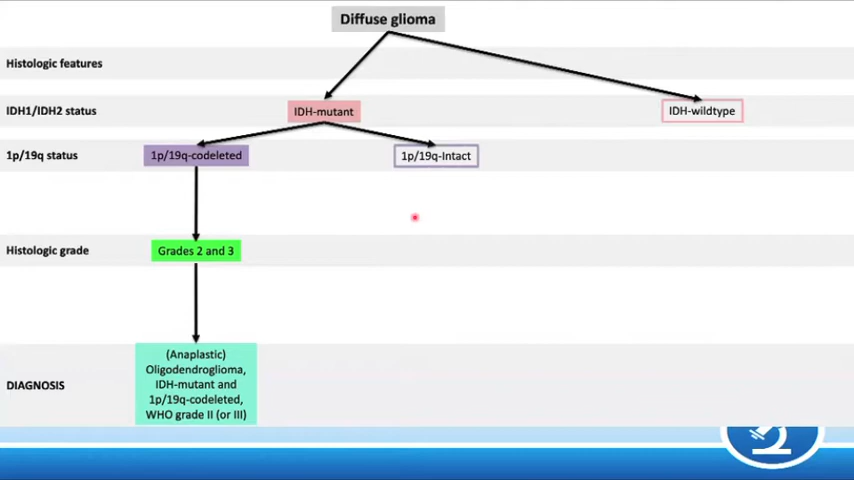 Diffuse glioma
Histologic features
IDH1/IDH2 status
IDH-mutant
IDH-wildtype
1p/19q status
1p/19q-codeleted
1p/19q-Intact
Histologic grade
Grades 2 and 3
DIAGNOSIS
(Anaplastic)
Oligodendroglioma,
IDH-mutant and
1p/19q-codeleted,
WHO grade II (or III)